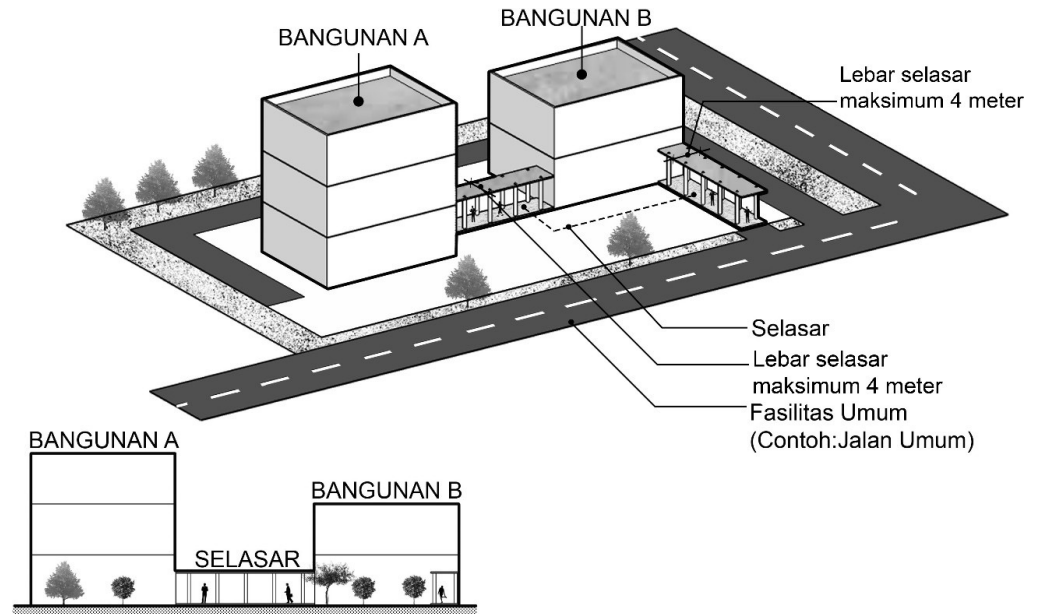 BANGUNAN A
BANGUNAN B
Lebar selasar
maksimum 4 meter
Selasar
Lebar selasar
maksimum 4 meter
Fasilitas Umum
(Contoh:Jalan Umum)
BANGUNAN A
BANGUNAN B
SELASAR